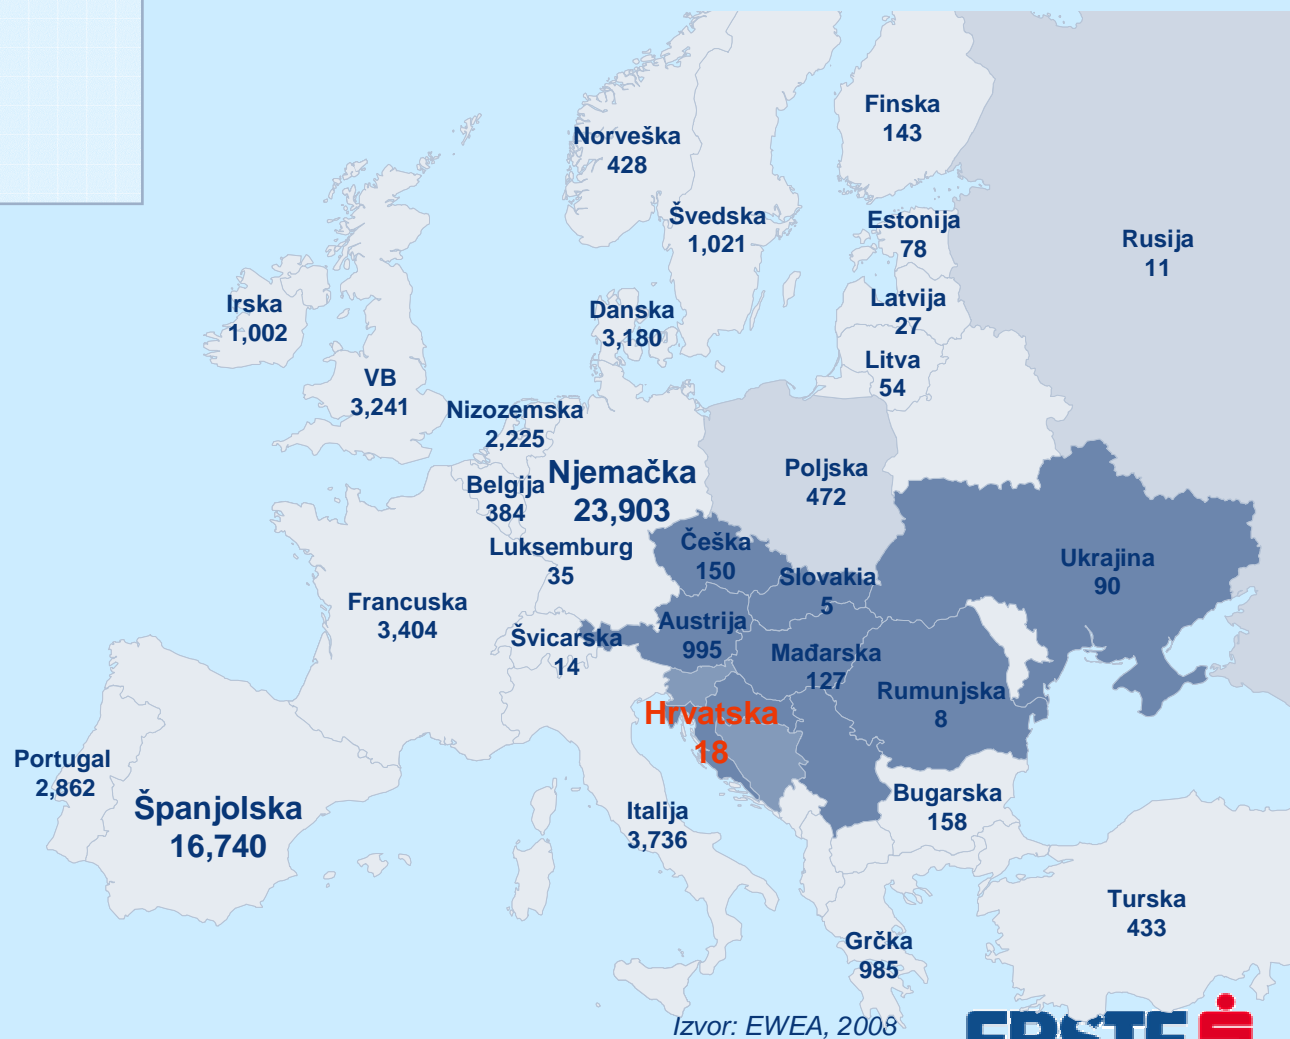 Finska
143
Norveška
428
Švedska
1,021
Estonija
78
Rusija
11
Latvija
27
Irska
1,002
Danska
3,180
Litva
54
VB
3,241
Nizozemska
2,225
Njemačka
23,903
Poljska
472
Belgija
384
Luksemburg
35
Češka
150
Slovakia
5
Ukrajina
90
Francuska
3,404
Švicarska
14
Austrija
995
Mađarska
127
Rumunjska
8
Hrvatska
18
Portugal
2,862
Španjolska
16,740
Italija
3,736
Bugarska
158
Turska
433
Grčka
985
Izvor: EWEA, 2008
ERSTE